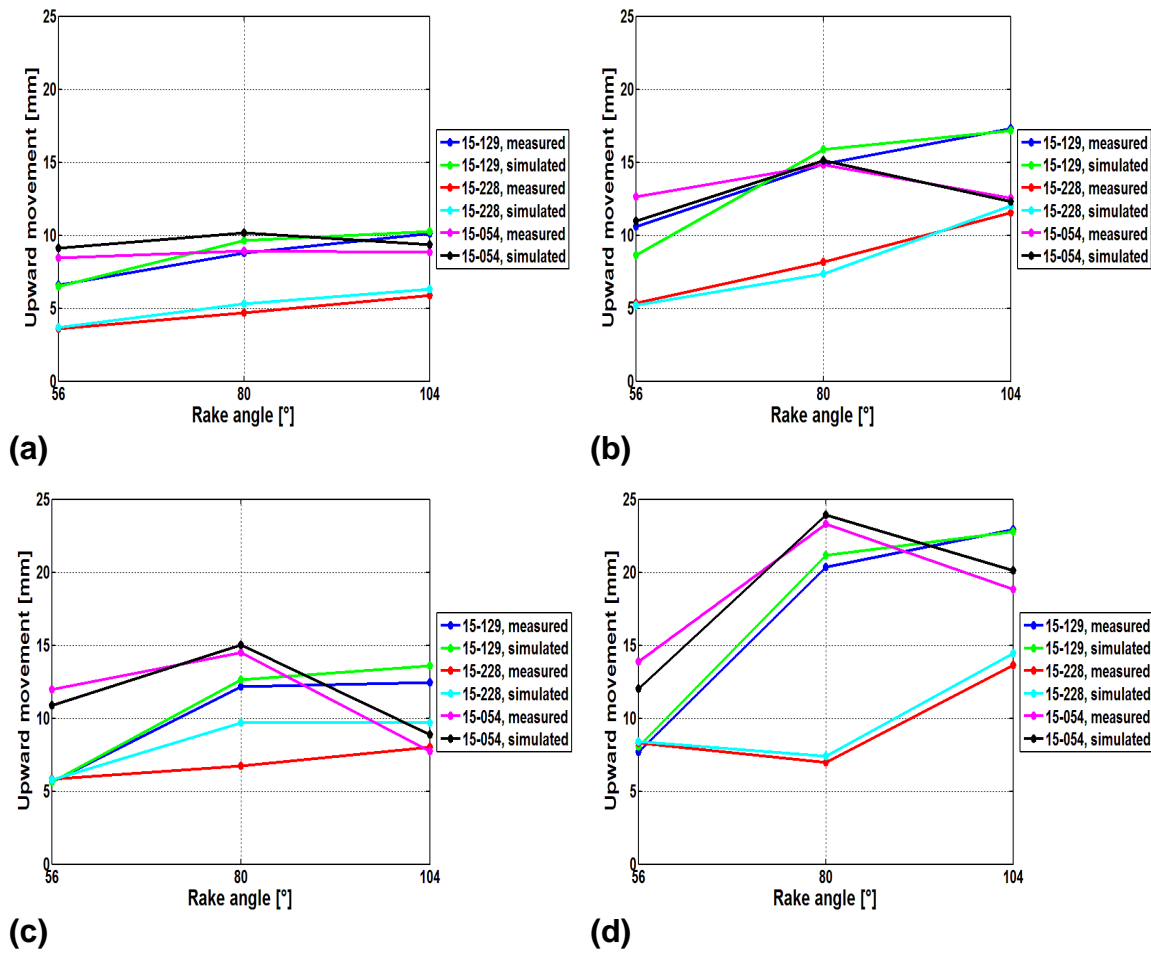 25
20
15
10
5
0
56
80
104
Upward movement [mm]
Rake angle [°]
15-129, measured
15-129, simulated
15-228, measured
15-228, simulated
15-054, measured
15-054, simulated
(a)
25
20
15
10
5
0
56
80
104
Upward movement [mm]
Rake angle [°]
15-129, measured
15-129, simulated
15-228, measured
15-228, simulated
15-054, measured
15-054, simulated
(b)
25
20
15
10
5
0
56
80
104
Upward movement [mm]
Rake angle [°]
15-129, measured
15-129, simulated
15-228, measured
15-228, simulated
15-054, measured
15-054, simulated
(c)
25
20
15
10
5
0
56
80
104
Upward movement [mm]
Rake angle [°]
15-129, measured
15-129, simulated
15-228, measured
15-228, simulated
15-054, measured
15-054, simulated
(d)